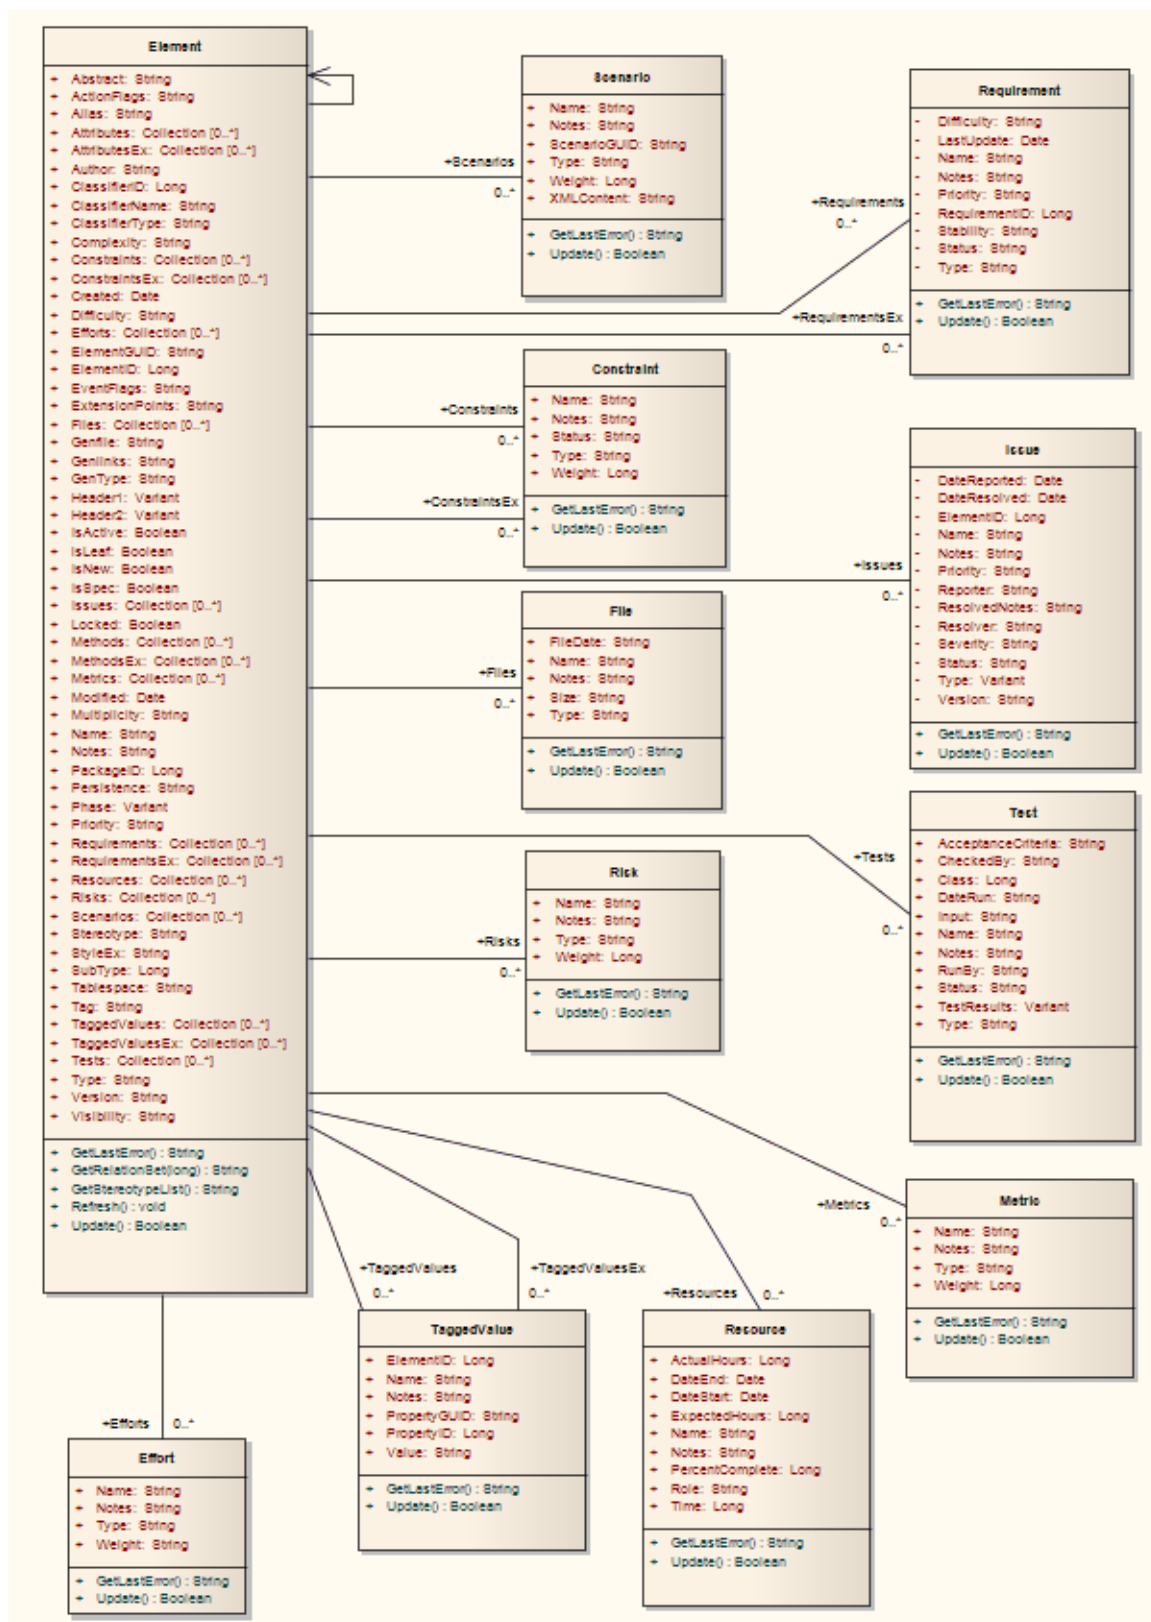 Element
+ Abstract: String
+ ActionFlags: String
+ Alias: String
+ Attributes: Collection [0..*]
+ AttributesEx: Collection [0..*]
+ Author: String
+ ClassifierID: Long
+ ClassifierName: String
+ ClassifierType: String
+ Complexity: String
+ Constraints: Collection [0..*]
+ ConstraintsEx: Collection [0..*]
+ Created: Date
+ Difficulty: String
+ Efforts: Collection [0..*]
+ ElementGUID: String
+ ElementID: Long
+ EventFlags: String
+ ExtensionPoints: String
+ Files: Collection [0..*]
+ Genfile: String
+ Genlinks: String
+ GenType: String
+ Header1: Variant
+ Header2: Variant
+ IsActive: Boolean
+ IsLeaf: Boolean
+ IsNew: Boolean
+ IsSpec: Boolean
+ Issues: Collection [0..*]
+ Locked: Boolean
+ Methods: Collection [0..*]
+ MethodsEx: Collection [0..*]
+ Metrics: Collection [0..*]
+ Modified: Date
+ Multiplicity: String
+ Name: String
+ Notes: String
+ PackageID: Long
+ Persistence: String
+ Phase: Variant
+ Priority: String
+ Requirements: Collection [0..*]
+ RequirementsEx: Collection [0..*]
+ Resources: Collection [0..*]
+ Risks: Collection [0..*]
+ Scenarios: Collection [0..*]
+ Stereotype: String
+ StyleEx: String
+ SubType: Long
+ Tablespace: String
+ Tag: String
+ TaggedValues: Collection [0..*]
+ TaggedValuesEx: Collection [0..*]
+ Tests: Collection [0..*]
+ Type: String
+ Version: String
+ Visibility: String
+ GetLastError() : String
+ GetRelationSet(long) : String
+ GetStereotypeList() : String
+ Refresh() : void
+ Update() : Boolean
+Scenarios
0..*
Scenario
+ Name: String
+ Notes: String
+ ScenarioGUID: String
+ Type: String
+ Weight: Long
+ XMLContent: String
+ GetLastError() : String
+ Update() : Boolean
+Requirements
0..*
+RequirementsEx
0..*
Requirement
- Difficulty: String
- LastUpdate: Date
- Name: String
- Notes: String
- Priority: String
- RequirementID: Long
- Stability: String
- Status: String
- Type: String
+ GetLastError() : String
+ Update() : Boolean
+Constraints
0..*
+ConstraintsEx
0..*
Constraint
+ Name: String
+ Notes: String
+ Status: String
+ Type: String
+ Weight: Long
+ GetLastError() : String
+ Update() : Boolean
+Issues
0..*
Issue
- DateReported: Date
- DateResolved: Date
- ElementID: Long
- Name: String
- Notes: String
- Priority: String
- Reporter: String
- ResolvedNotes: String
- Resolver: String
- Severity: String
- Status: String
- Type: Variant
- Version: String
+ GetLastError() : String
+ Update() : Boolean
+Files
0..*
File
+ FileDate: String
+ Name: String
+ Notes: String
+ Size: String
+ Type: String
+ GetLastError() : String
+ Update() : Boolean
+Tests
0..*
Test
+ AcceptanceCriteria: String
+ CheckedBy: String
+ Class: Long
+ DateRun: String
+ Input: String
+ Name: String
+ Notes: String
+ RunBy: String
+ Status: String
+ TestResults: Variant
+ Type: String
+ GetLastError() : String
+ Update() : Boolean
+Risks
0..*
Risk
+ Name: String
+ Notes: String
+ Type: String
+ Weight: Long
+ GetLastError() : String
+ Update() : Boolean
+Metrics
0..*
Metric
+ Name: String
+ Notes: String
+ Type: String
+ Weight: Long
+ GetLastError() : String
+ Update() : Boolean
+TaggedValues
0..*
+TaggedValuesEx
0..*
TaggedValue
+ ElementID: Long
+ Name: String
+ Notes: String
+ PropertyGUID: String
+ PropertyID: Long
+ Value: String
+ GetLastError() : String
+ Update() : Boolean
+Resources
0..*
Resource
+ ActualHours: Long
+ DateEnd: Date
+ DateStart: Date
+ ExpectedHours: Long
+ Name: String
+ Notes: String
+ PercentComplete: Long
+ Role: String
+ Time: Long
+ GetLastError() : String
+ Update() : Boolean
+Efforts
0..*
Effort
+ Name: String
+ Notes: String
+ Type: String
+ Weight: String
+ GetLastError() : String
+ Update() : Boolean